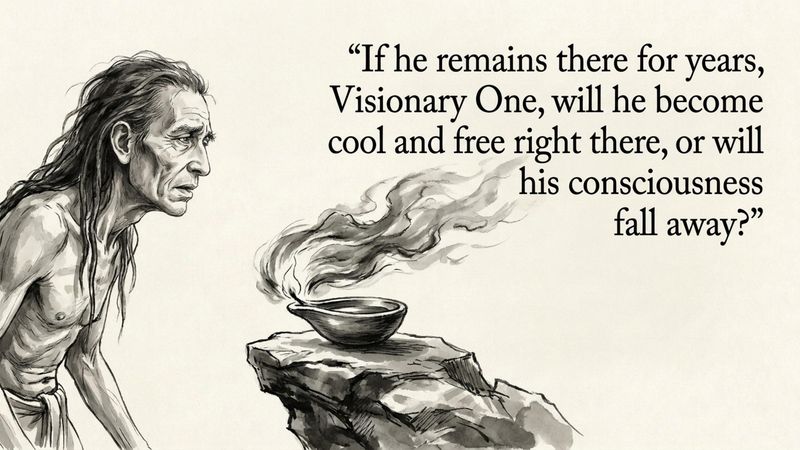 “If he remains there for years,
Visionary One, will he become
cool and free right there, or will
his consciousness
fall away?”